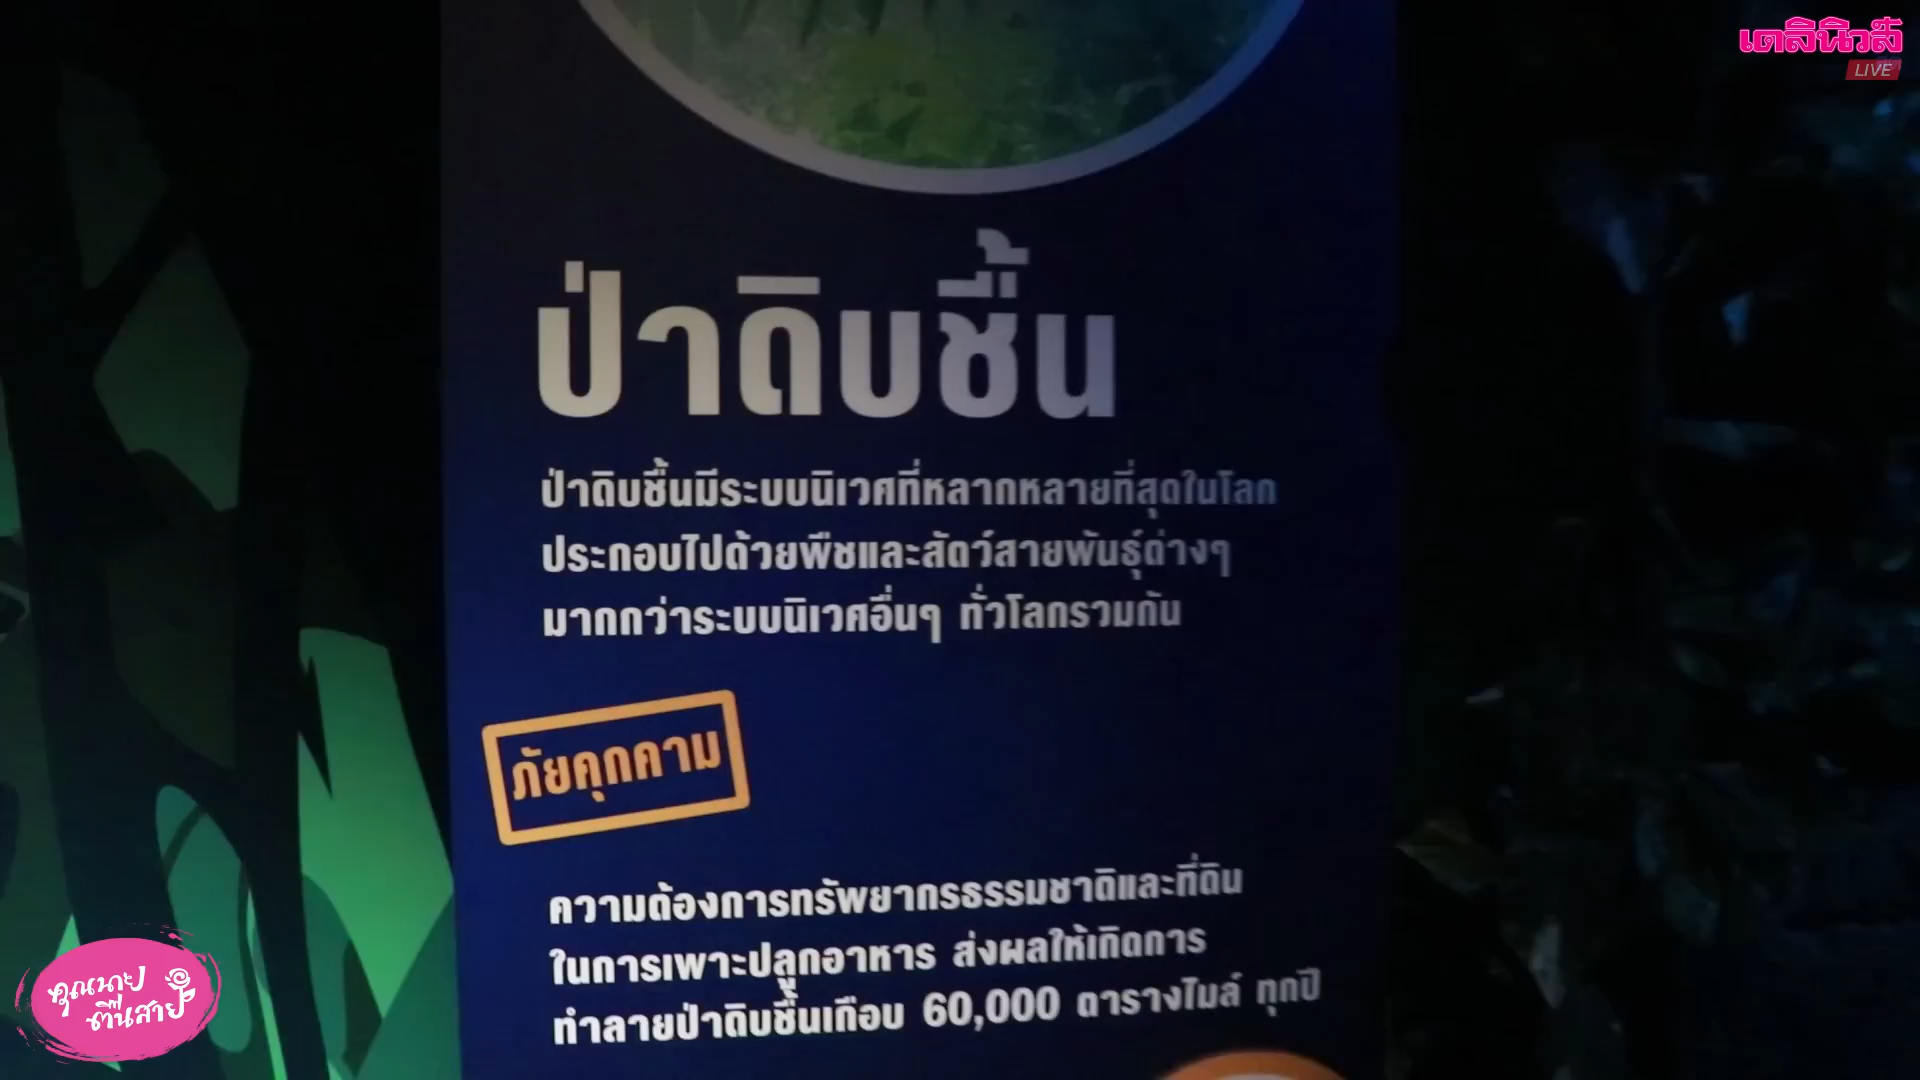 เดลินิวส์
LIVE
ป่าดิบชื้น
ป่าดิบชื้นมีระบบนิเวศที่หลากหลายที่สุดในโลก
ประกอบไปด้วยพืชและสัตว์สายพันธุ์ต่างๆ
มากกว่าระบบนิเวศอื่นๆ ทั่วโลกรวมกัน
ภัยคุกคาม
ความต้องการทรัพยากรธรรมชาติและที่ดิน
ในการเพาะปลูกอาหาร ส่งผลให้เกิดการ
ทำลายป่าดิบชื้นเกือบ 60,000 ตารางไมล์ ทุกปี
คุณนาย
ตื่นสาย